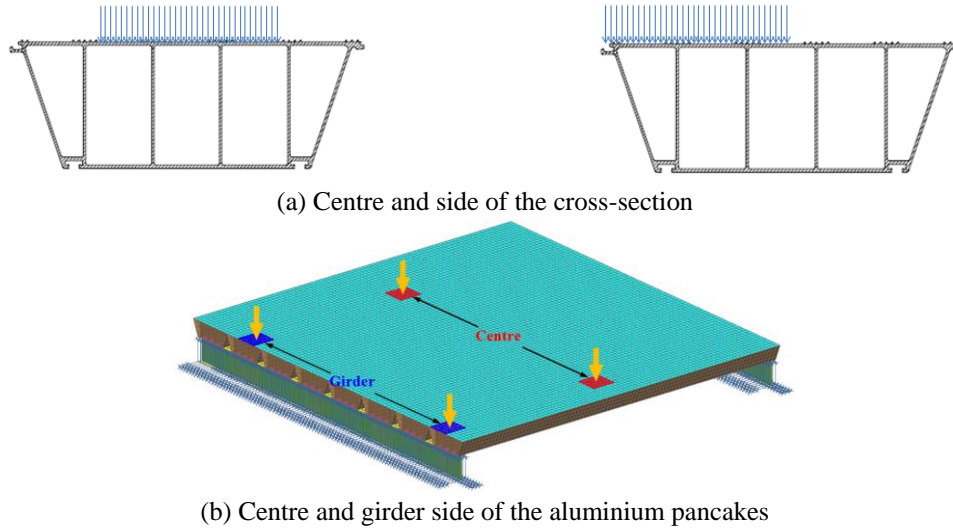 (a) Centre and side of the cross-section
Centre
Girder
(b) Centre and girder side of the aluminium pancakes